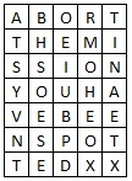 A B O R T
T H E M I
S S I O N
Y O U H A
V E B E E
N S P O T
T E D X X